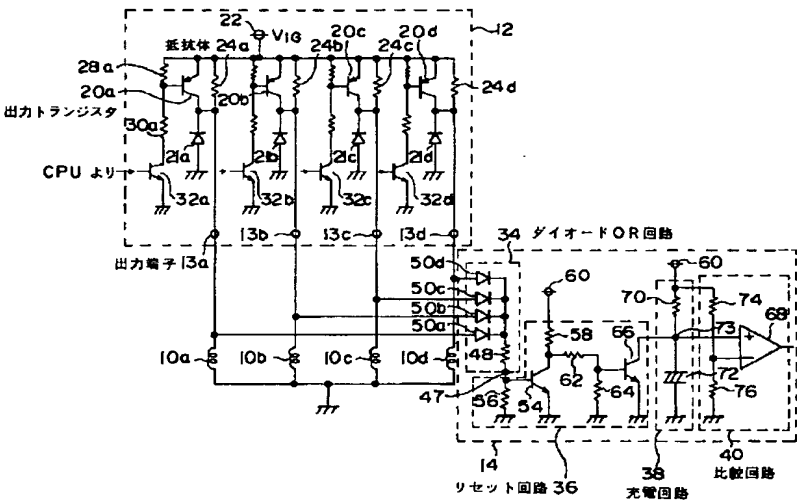 22 VIG 20c 20d 12
抵抗体 24a 24b 24c
28a
20a 20b 24d
出力トランジスタ
30a
21a 21b 21c 21d
CPU より
32a 32b 32c 32d
13a 13b 13c 13d 34 ダイオードOR回路
出力端子
50d 60 60
50c 70 74
50b 58 66 73 68
50a
10a 10b 10c 10d 48 62 72
47 56 54 64 76
14 36 38 40
リセット回路 充電回路 比較回路
+
−